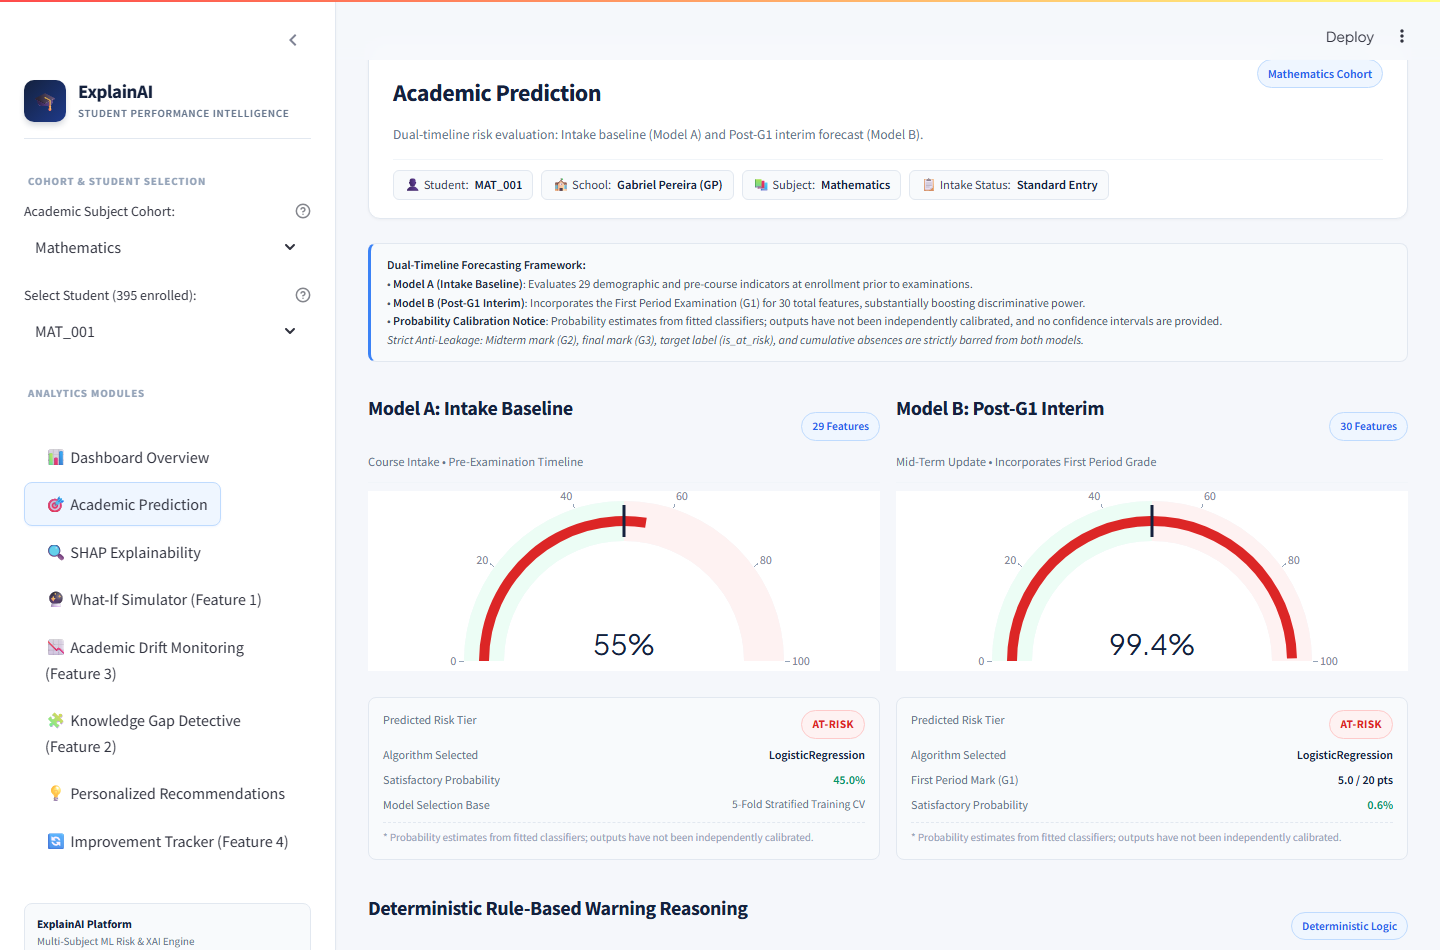 Deploy
ExplainAI
STUDENT PERFORMANCE INTELLIGENCE
COHORT & STUDENT SELECTION
Academic Subject Cohort:
Mathematics
Select Student (395 enrolled):
MAT_001
ANALYTICS MODULES
Dashboard Overview
Academic Prediction
SHAP Explainability
What-If Simulator (Feature 1)
Academic Drift Monitoring
(Feature 3)
Knowledge Gap Detective
(Feature 2)
Personalized Recommendations
Improvement Tracker (Feature 4)
ExplainAI Platform
Multi-Subject ML Risk & XAI Engine
Mathematics Cohort
Academic Prediction
Dual-timeline risk evaluation: Intake baseline (Model A) and Post-G1 interim forecast (Model B).
Student: MAT_001
School: Gabriel Pereira (GP)
Subject: Mathematics
Intake Status: Standard Entry
Dual-Timeline Forecasting Framework:
• Model A (Intake Baseline): Evaluates 29 demographic and pre-course indicators at enrollment prior to examinations.
• Model B (Post-G1 Interim): Incorporates the First Period Examination (G1) for 30 total features, substantially boosting discriminative power.
• Probability Calibration Notice: Probability estimates from fitted classifiers; outputs have not been independently calibrated, and no confidence intervals are provided.
Strict Anti-Leakage: Midterm mark (G2), final mark (G3), target label (is_at_risk), and cumulative absences are strictly barred from both models.
Model A: Intake Baseline
29 Features
Course Intake • Pre-Examination Timeline
0
20
40
60
80
100
55%
Predicted Risk Tier
AT-RISK
Algorithm Selected
LogisticRegression
Satisfactory Probability
45.0%
Model Selection Base
5-Fold Stratified Training CV
* Probability estimates from fitted classifiers; outputs have not been independently calibrated.
Model B: Post-G1 Interim
30 Features
Mid-Term Update • Incorporates First Period Grade
0
20
40
60
80
100
99.4%
Predicted Risk Tier
AT-RISK
Algorithm Selected
LogisticRegression
First Period Mark (G1)
5.0 / 20 pts
Satisfactory Probability
0.6%
* Probability estimates from fitted classifiers; outputs have not been independently calibrated.
Deterministic Rule-Based Warning Reasoning
Deterministic Logic